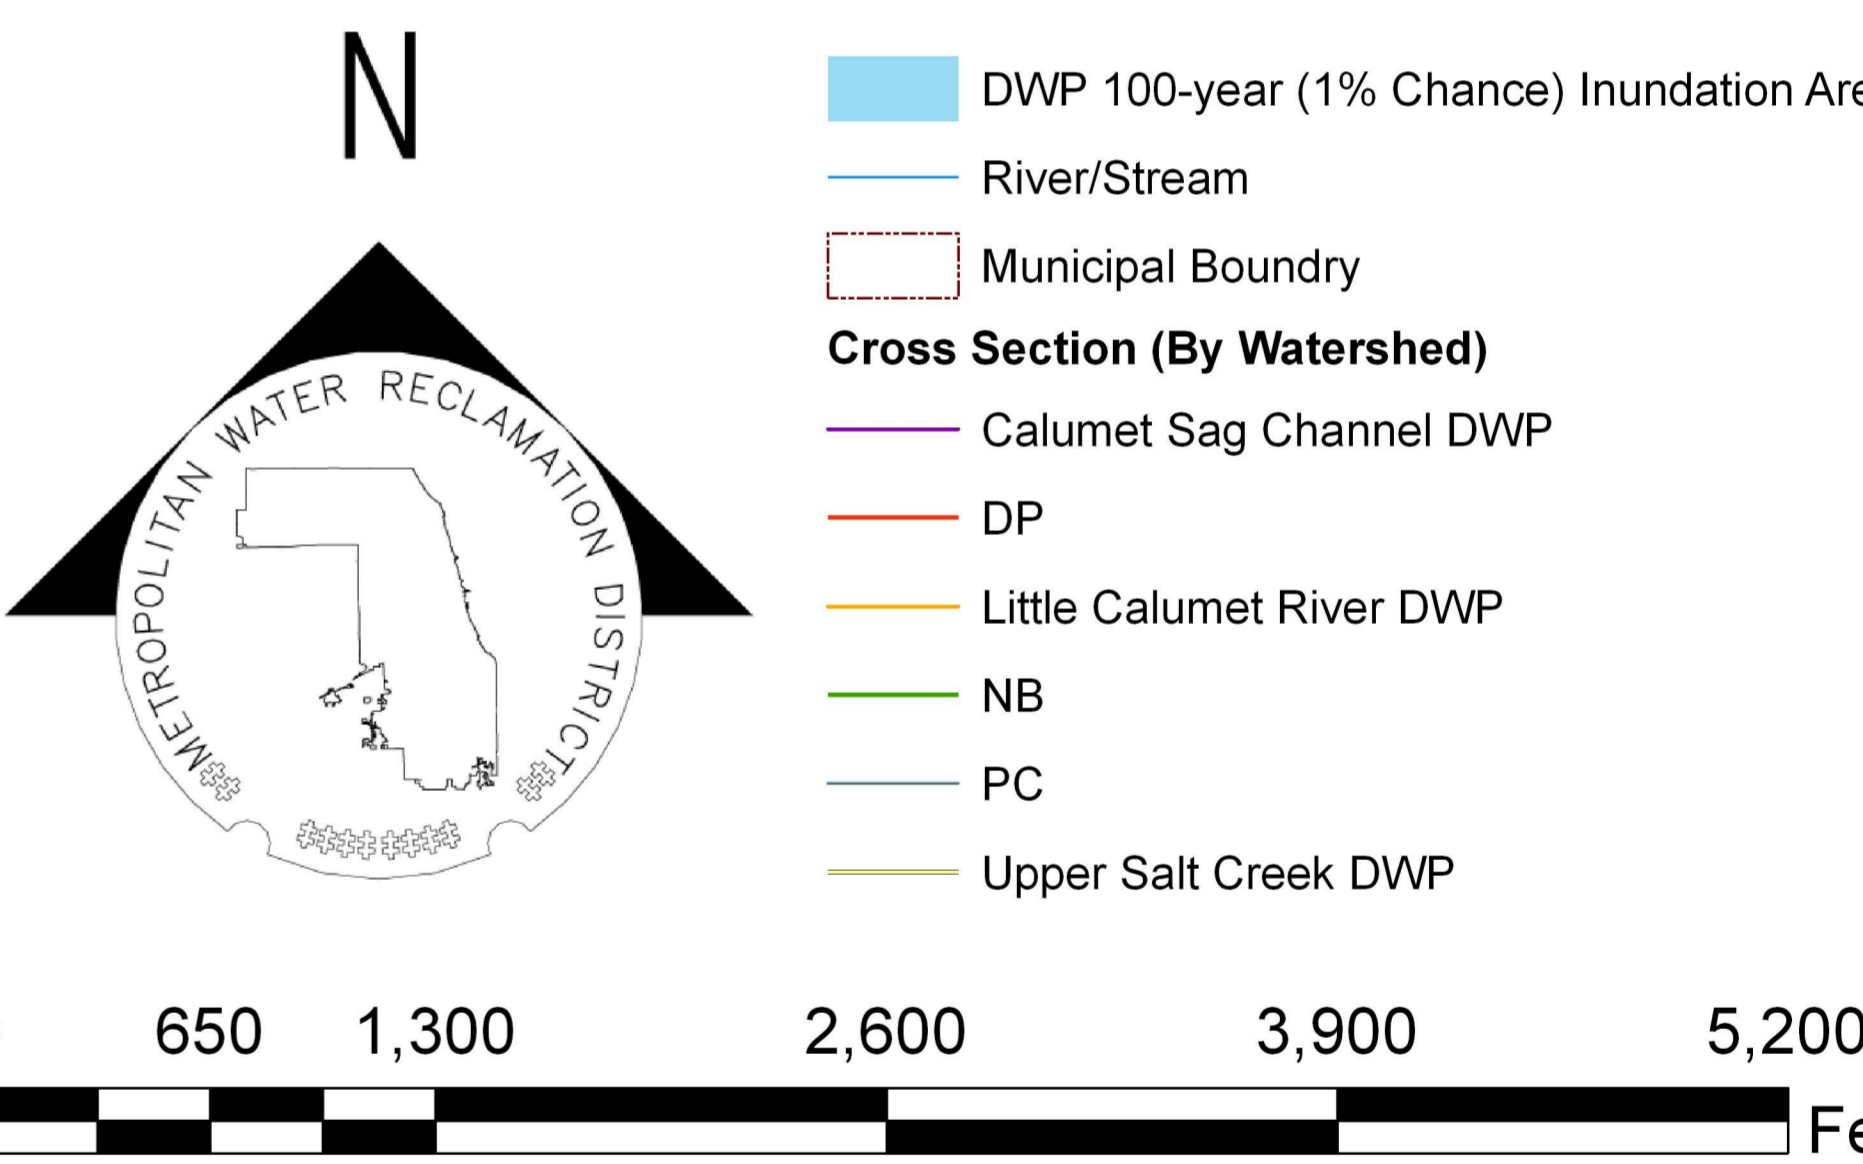 N
METROPOLITAN WATER RECLAMATION DISTRICT
DWP 100-year (1% Chance) Inundation Are
River/Stream
Municipal Boundry
Cross Section (By Watershed)
Calumet Sag Channel DWP
DP
Little Calumet River DWP
NB
PC
Upper Salt Creek DWP
650 1,300 2,600 3,900 5,200
Fe